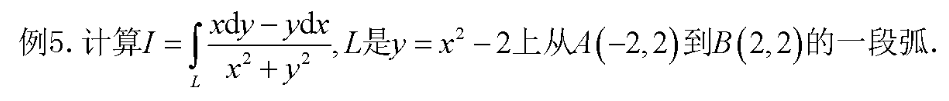 例5. 计算I = ∫_L (xdy − ydx)/(x² + y²), L是y = x² − 2上从A(−2,2)到B(2,2)的一段弧.